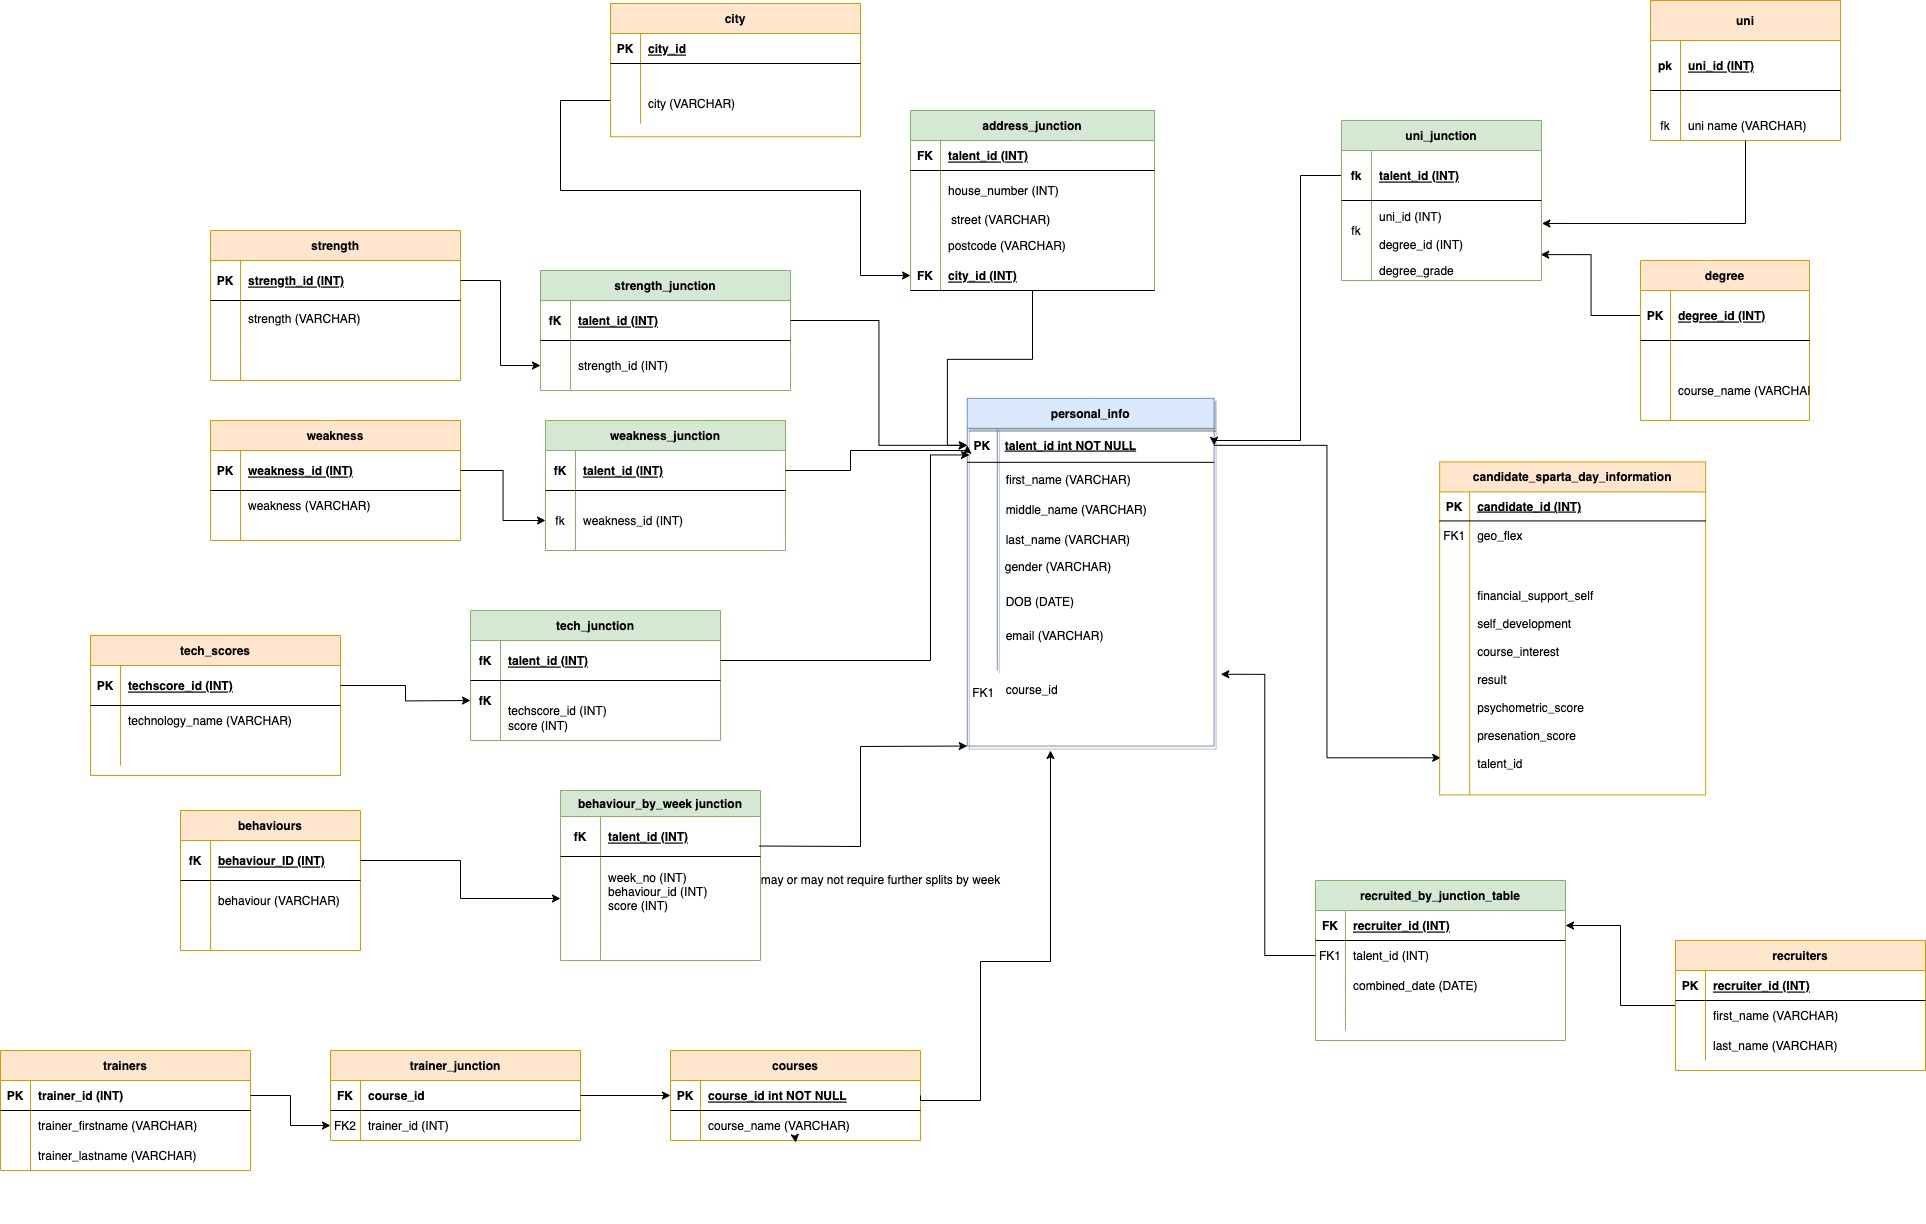 city
PK city_id
city (VARCHAR)
uni
pk uni_id (INT)
fk uni name (VARCHAR)
address_junction
FK talent_id (INT)
house_number (INT)
street (VARCHAR)
postcode (VARCHAR)
FK city_id (INT)
uni_junction
fk talent_id (INT)
uni_id (INT)
fk
degree_id (INT)
degree_grade
strength
PK strength_id (INT)
strength (VARCHAR)
strength_junction
fK talent_id (INT)
strength_id (INT)
degree
PK degree_id (INT)
course_name (VARCHAI
weakness
PK weakness_id (INT)
weakness (VARCHAR)
weakness_junction
fK talent_id (INT)
fk weakness_id (INT)
personal_info
PK talent_id int NOT NULL
first_name (VARCHAR)
middle_name (VARCHAR)
last_name (VARCHAR)
gender (VARCHAR)
DOB (DATE)
email (VARCHAR)
FK1 course_id
candidate_sparta_day_information
PK candidate_id (INT)
FK1 geo_flex
financial_support_self
self_development
course_interest
result
psychometric_score
presenation_score
talent_id
tech_scores
PK techscore_id (INT)
technology_name (VARCHAR)
tech_junction
fK talent_id (INT)
fK
techscore_id (INT)
score (INT)
behaviours
fK behaviour_ID (INT)
behaviour (VARCHAR)
behaviour_by_week junction
fK talent_id (INT)
week_no (INT)
behaviour_id (INT)
score (INT)
may or may not require further splits by week
recruited_by_junction_table
FK recruiter_id (INT)
FK1 talent_id (INT)
combined_date (DATE)
recruiters
PK recruiter_id (INT)
first_name (VARCHAR)
last_name (VARCHAR)
trainers
PK trainer_id (INT)
trainer_firstname (VARCHAR)
trainer_lastname (VARCHAR)
trainer_junction
FK course_id
FK2 trainer_id (INT)
courses
PK course_id int NOT NULL
course_name (VARCHAR)